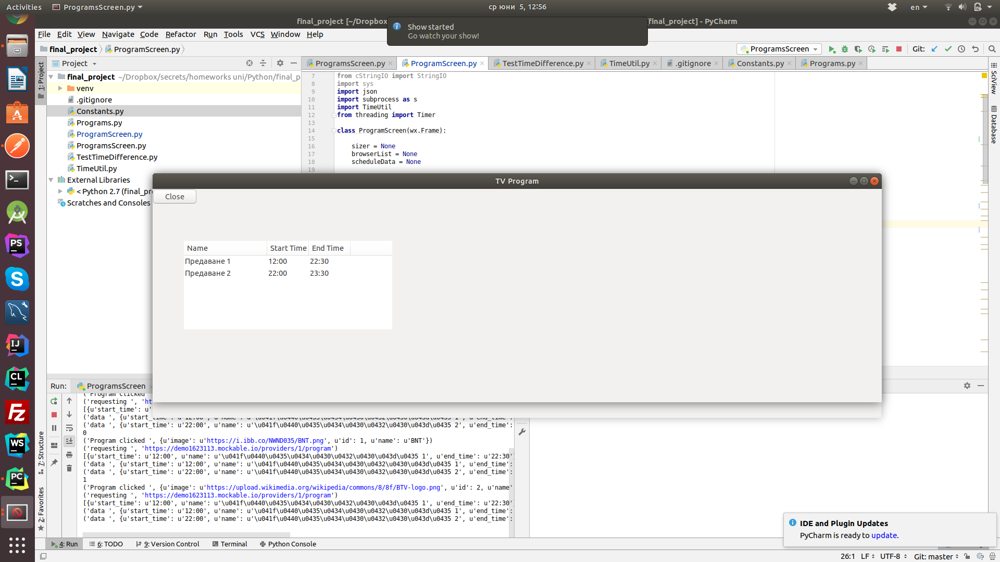 Activities ProgramsScreen.py ср юни 5, 12:56 en
final_project [~/Dropbox final_project] - PyCharm
Show started
Go watch your show!
File Edit View Navigate Code Refactor Run Tools VCS Window Help
final_project ProgramScreen.py ProgramsScreen Git:
1: Project
Project
ProgramsScreen.py ProgramScreen.py TestTimeDifference.py TimeUtil.py .gitignore Constants.py Programs.py
final_project ~/Dropbox/secrets/homeworks uni/Python/final_p
venv
.gitignore
Constants.py
Programs.py
ProgramScreen.py
ProgramsScreen.py
TestTimeDifference.py
TimeUtil.py
External Libraries
< Python 2.7 (final_pr
Scratches and Consoles
7 from cStringIO import StringIO
8 import sys
9 import json
10 import subprocess as s
11 import TimeUtil
12 from threading import Timer
13
14 class ProgramScreen(wx.Frame):
15
16 sizer = None
17 browserList = None
18 scheduleData = None
19
SciView
Database
TV Program
Close
Name Start Time End Time
Предаване 1 12:00 22:30
Предаване 2 22:00 23:30
Run: ProgramsScreen
('Program clicked
('requesting ', 'ht
[{u'start_time': u'
('data ', {u'start_time': u'12:00', u'name': u'\u041f\u0440\u0435\u0434\u0430\u0432\u0430\u043d\u0435 1', u'end_time':
('data ', {u'start_time': u'22:00', u'name': u'\u041f\u0440\u0435\u0434\u0430\u0432\u0430\u043d\u0435 2', u'end_time':
0
('Program clicked ', {u'image': u'https://i.ibb.co/NWND035/BNT.png', u'id': 1, u'name': u'BNT'})
('requesting ', 'https://demo1623113.mockable.io/providers/1/program')
[{u'start_time': u'12:00', u'name': u'\u041f\u0440\u0435\u0434\u0430\u0432\u0430\u043d\u0435 1', u'end_time': u'22:30'}
('data ', {u'start_time': u'12:00', u'name': u'\u041f\u0440\u0435\u0434\u0430\u0432\u0430\u043d\u0435 1', u'end_time':
('data ', {u'start_time': u'22:00', u'name': u'\u041f\u0440\u0435\u0434\u0430\u0432\u0430\u043d\u0435 2', u'end_time':
1
('Program clicked ', {u'image': u'https://upload.wikimedia.org/wikipedia/commons/8/8f/BTV-logo.png', u'id': 2, u'name'
('requesting ', 'https://demo1623113.mockable.io/providers/1/program')
[{u'start_time': u'12:00', u'name': u'\u041f\u0440\u0435\u0434\u0430\u0432\u0430\u043d\u0435 1', u'end_time': u'22:30'}
('data ', {u'start_time': u'12:00', u'name': u'\u041f\u0440\u0435\u0434\u0430\u0432\u0430\u043d\u0435 1', u'end_time':
('data ', {u'start_time': u'22:00', u'name': u'\u041f\u0440\u0435\u0434\u0430\u0432\u0430\u043d\u0435 2', u'end_time':
7: Structure
2: Favorites
IDE and Plugin Updates
PyCharm is ready to update.
4: Run 6: TODO 9: Version Control Terminal Python Console
26:1 LF UTF-8 Git: master
PS
IJ
CL
Fz
WS
PC